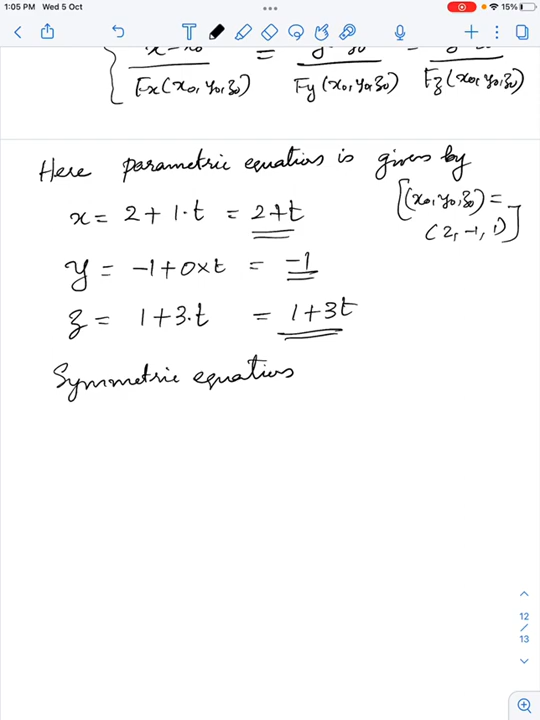 1:05 PM Wed 5 Oct
15%
=
Fx(x₀, y₀, z₀) Fy(x₀, y₀, z₀) Fz(x₀, y₀, z₀)
Here parametric equation is given by
x = 2 + 1·t = 2+t
[(x₀, y₀, z₀) = (2, -1, 1)]
y = -1 + 0×t = -1
z = 1 + 3·t = 1+3t
Symmetric equation
12
/
13